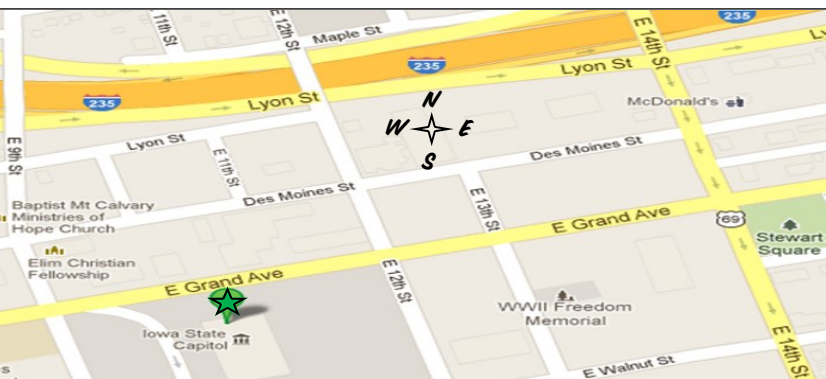 11th St
E 12th St
Maple St
E 14th St
235
235
Lyon St
Ly
235
Lyon St
McDonald's
N
W E
S
E 9th St
Lyon St
E 11th St
Des Moines St
Des Moines St
E 13th St
Baptist Mt Calvary
Ministries of
Hope Church
E Grand Ave
69
Stewart
Square
Elim Christian
Fellowship
E Grand Ave
E 12th St
WWII Freedom
Memorial
Iowa State
Capitol
E 14th St
E Walnut St
s